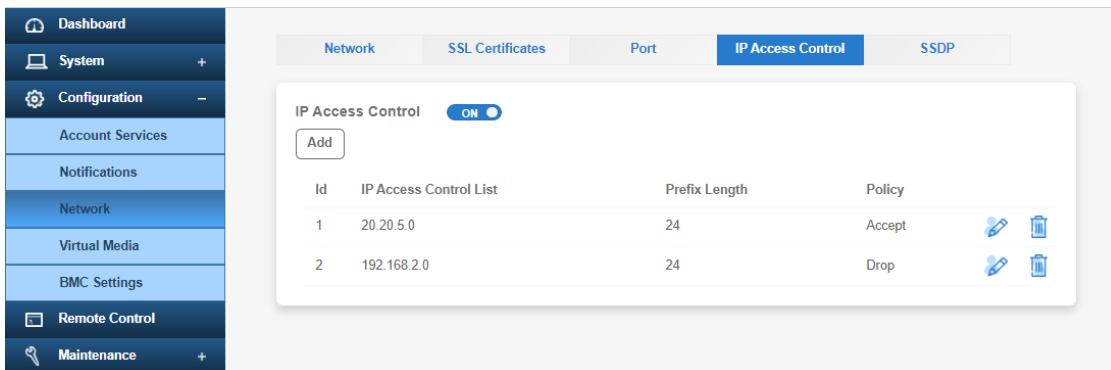 Dashboard
System +
Configuration –
Account Services
Notifications
Network
Virtual Media
BMC Settings
Remote Control
Maintenance +
Network SSL Certificates Port IP Access Control SSDP
IP Access Control ON
Add
Id IP Access Control List Prefix Length Policy
1 20.20.5.0 24 Accept
2 192.168.2.0 24 Drop